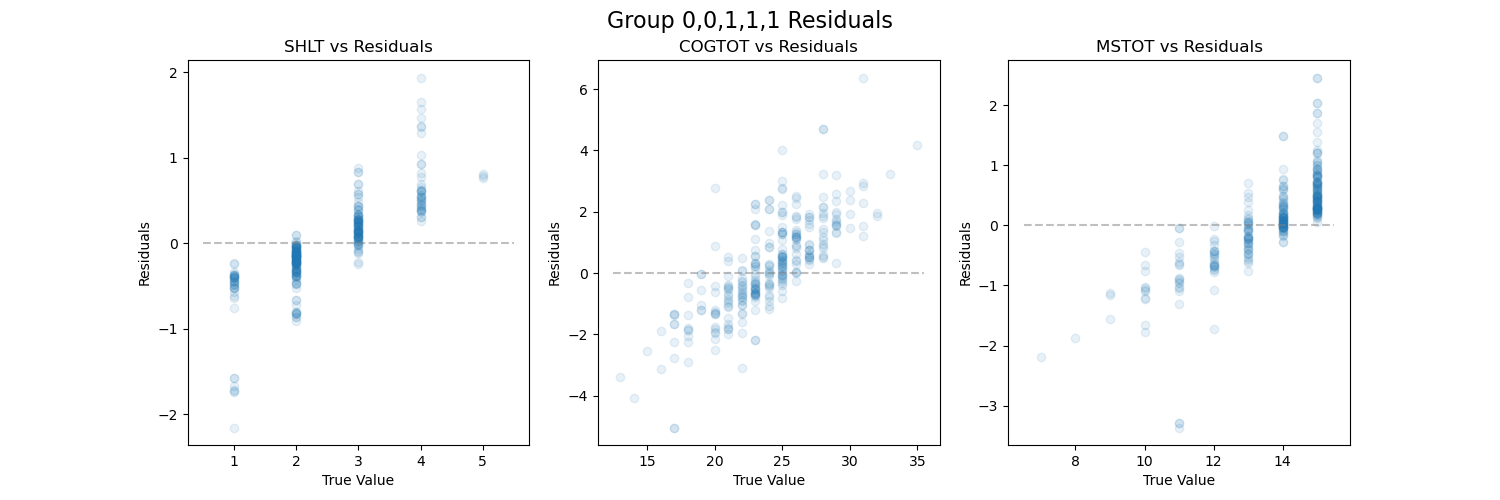 Group 0,0,1,1,1 Residuals
SHLT vs Residuals
COGTOT vs Residuals
MSTOT vs Residuals
Residuals
2
1
0
−1
−2
1 2 3 4 5
True Value
Residuals
6
4
2
0
−2
−4
15 20 25 30 35
True Value
Residuals
2
1
0
−1
−2
−3
8 10 12 14
True Value